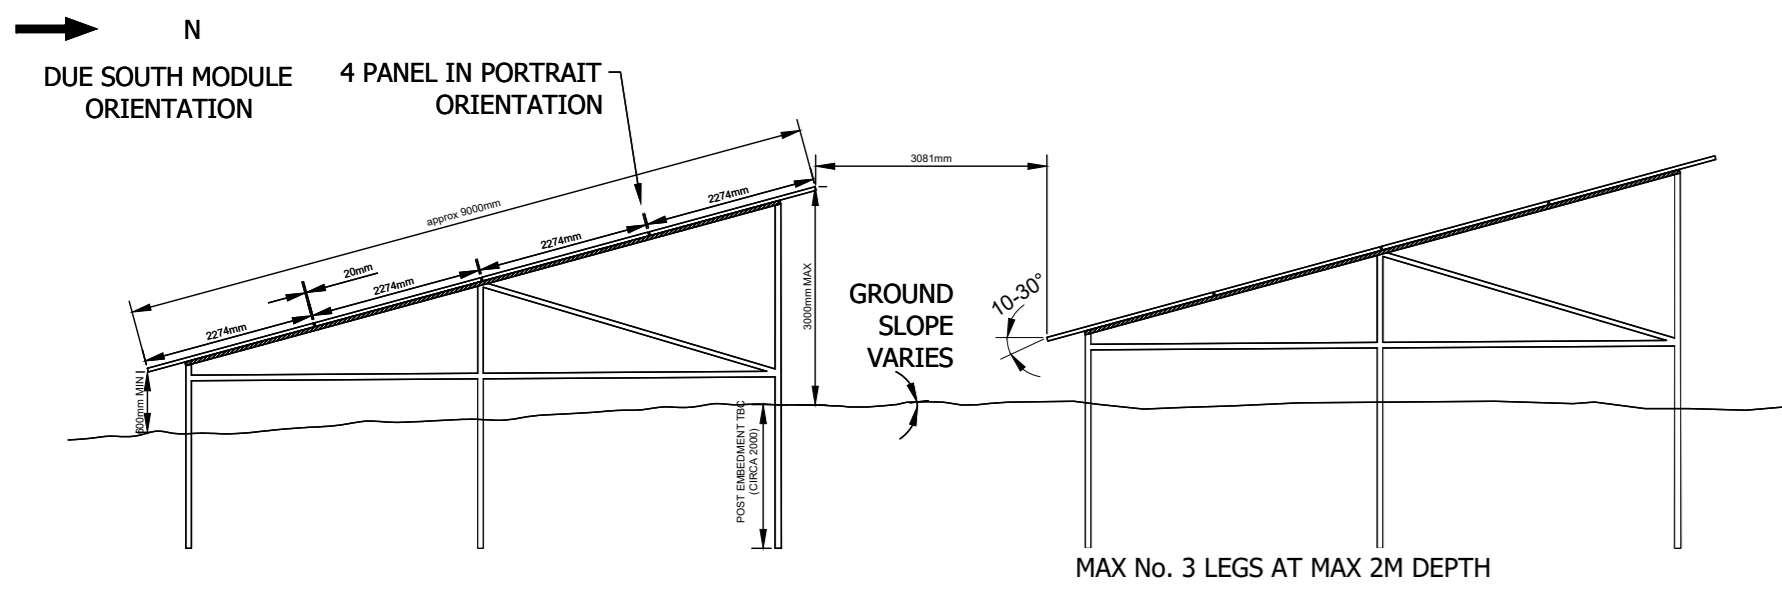 N
DUE SOUTH MODULE
ORIENTATION
4 PANEL IN PORTRAIT
ORIENTATION
approx 9000mm
2274mm
20mm
2274mm
2274mm
2274mm
3081mm
600mm MIN
3000mm MAX
GROUND
SLOPE
VARIES
10-30°
POST EMBEDMENT TBC
(CIRCA 2000)
MAX No. 3 LEGS AT MAX 2M DEPTH